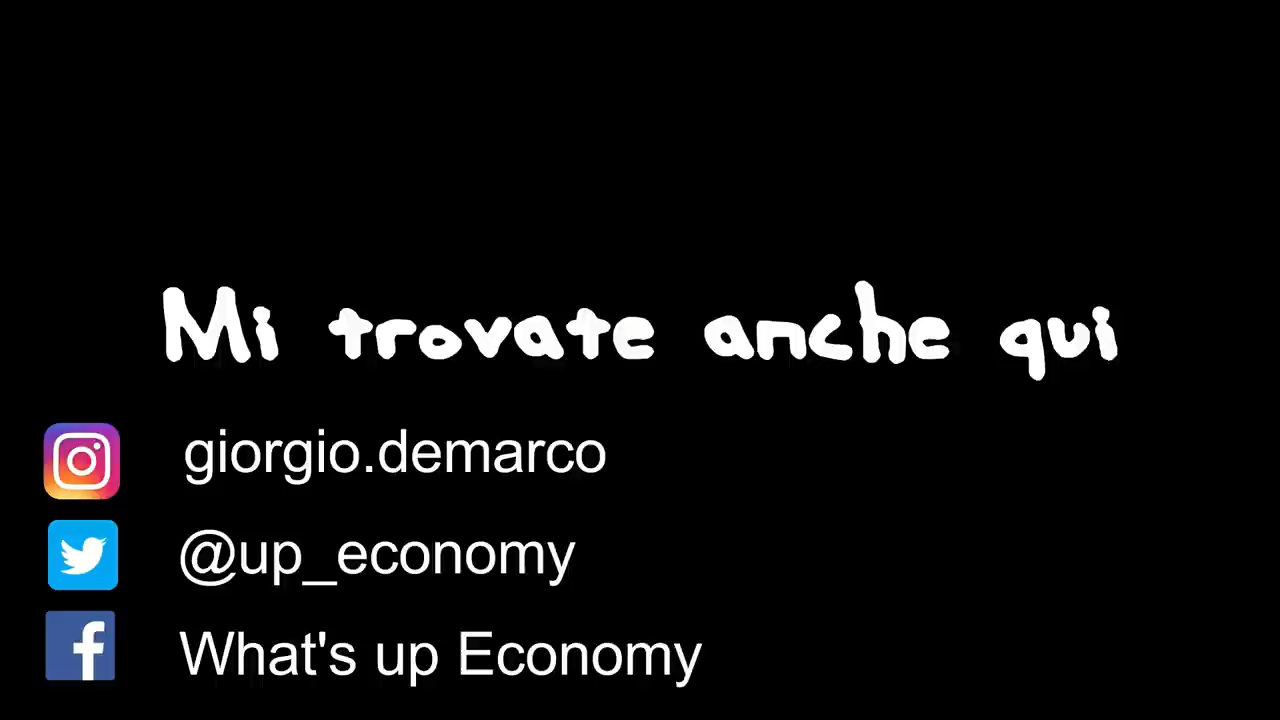 Mi trovate anche qui
giorgio.demarco
@up_economy
What's up Economy